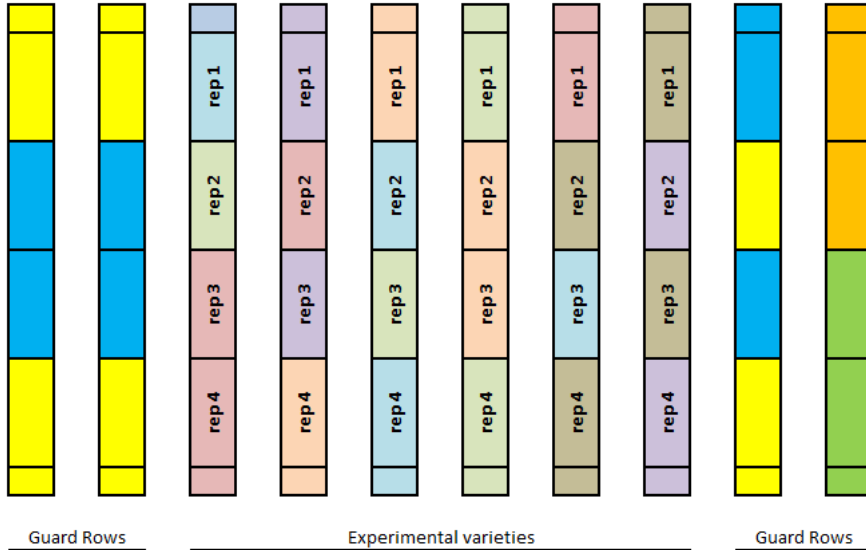 rep 1 rep 1 rep 1 rep 1 rep 1 rep 1
rep 2 rep 2 rep 2 rep 2 rep 2 rep 2
rep 3 rep 3 rep 3 rep 3 rep 3 rep 3
rep 4 rep 4 rep 4 rep 4 rep 4 rep 4
Guard Rows Experimental varieties Guard Rows